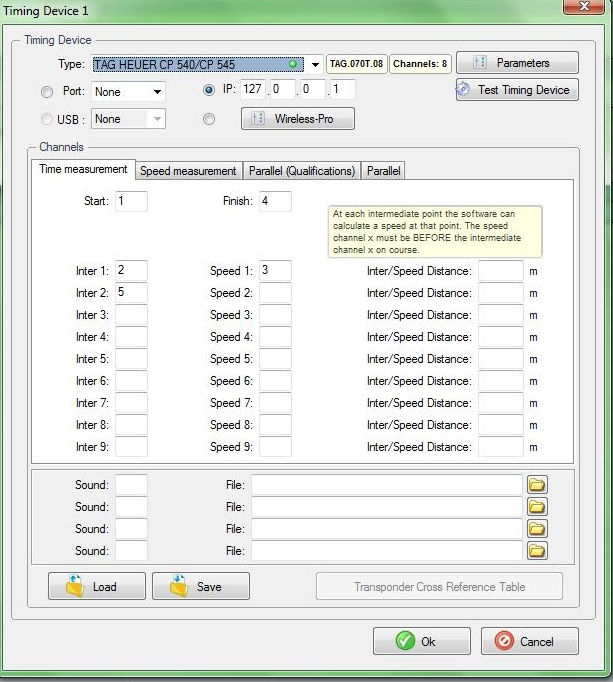 Timing Device 1
Timing Device
Type: TAG HEUER CP 540/CP 545 TAG.070T.08 Channels: 8 Parameters
Port: None IP: 127 . 0 . 0 . 1 Test Timing Device
USB : None Wireless-Pro
Channels
Time measurement Speed measurement Parallel (Qualifications) Parallel
Start: 1 Finish: 4
At each intermediate point the software can
calculate a speed at that point. The speed
channel x must be BEFORE the intermediate
channel x on course.
Inter 1: 2 Speed 1: 3 Inter/Speed Distance: m
Inter 2: 5 Speed 2: Inter/Speed Distance: m
Inter 3: Speed 3: Inter/Speed Distance: m
Inter 4: Speed 4: Inter/Speed Distance: m
Inter 5: Speed 5: Inter/Speed Distance: m
Inter 6: Speed 6: Inter/Speed Distance: m
Inter 7: Speed 7: Inter/Speed Distance: m
Inter 8: Speed 8: Inter/Speed Distance: m
Inter 9: Speed 9: Inter/Speed Distance: m
Sound: File:
Sound: File:
Sound: File:
Sound: File:
Load Save Transponder Cross Reference Table
Ok Cancel